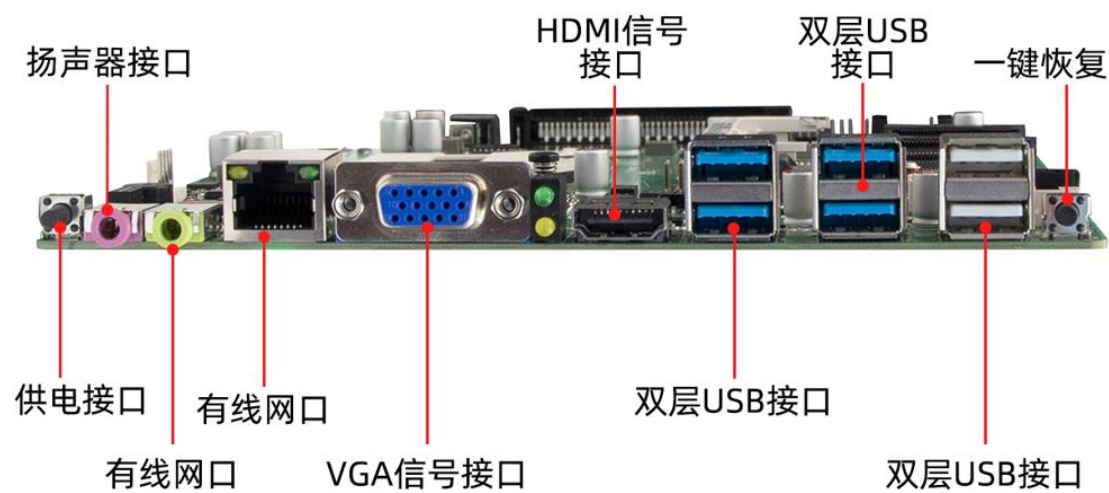 扬声器接口
HDMI信号
接口
双层USB
接口
一键恢复
供电接口
有线网口
有线网口
VGA信号接口
双层USB接口
双层USB接口